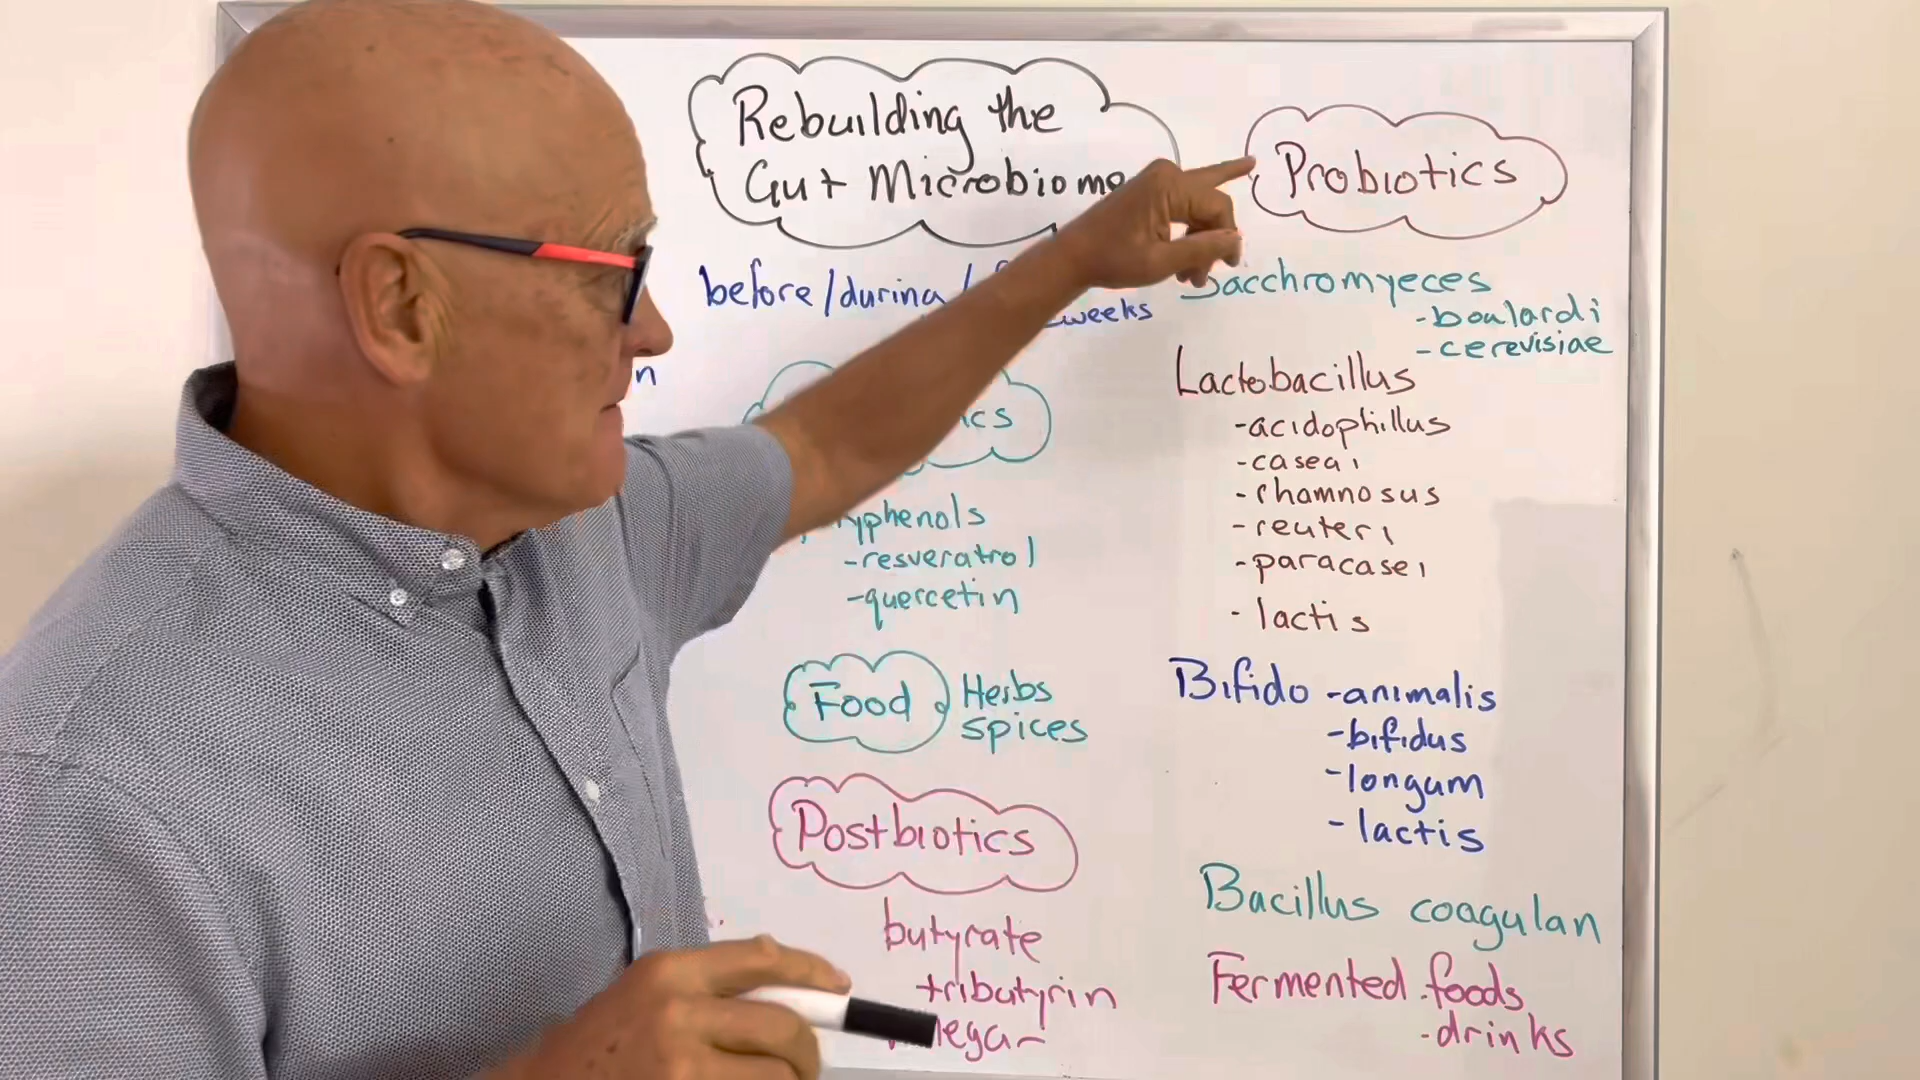 Rebuilding the
Gut Microbiome
before/during/
weeks
resveratrol
-quercetin
Food
Herbs
spices
Postbiotics
butyrate
tributyrin
Probiotics
Sacchromyeces
-boulardi
-cerevisiae
Lactobacillus
-acidophillus
-caseai
-rhamnosus
-reuteri
-paracasei
-lactis
Bifido -animalis
-bifidus
-longum
-lactis
Bacillus coagulan
Fermented foods
-drinks